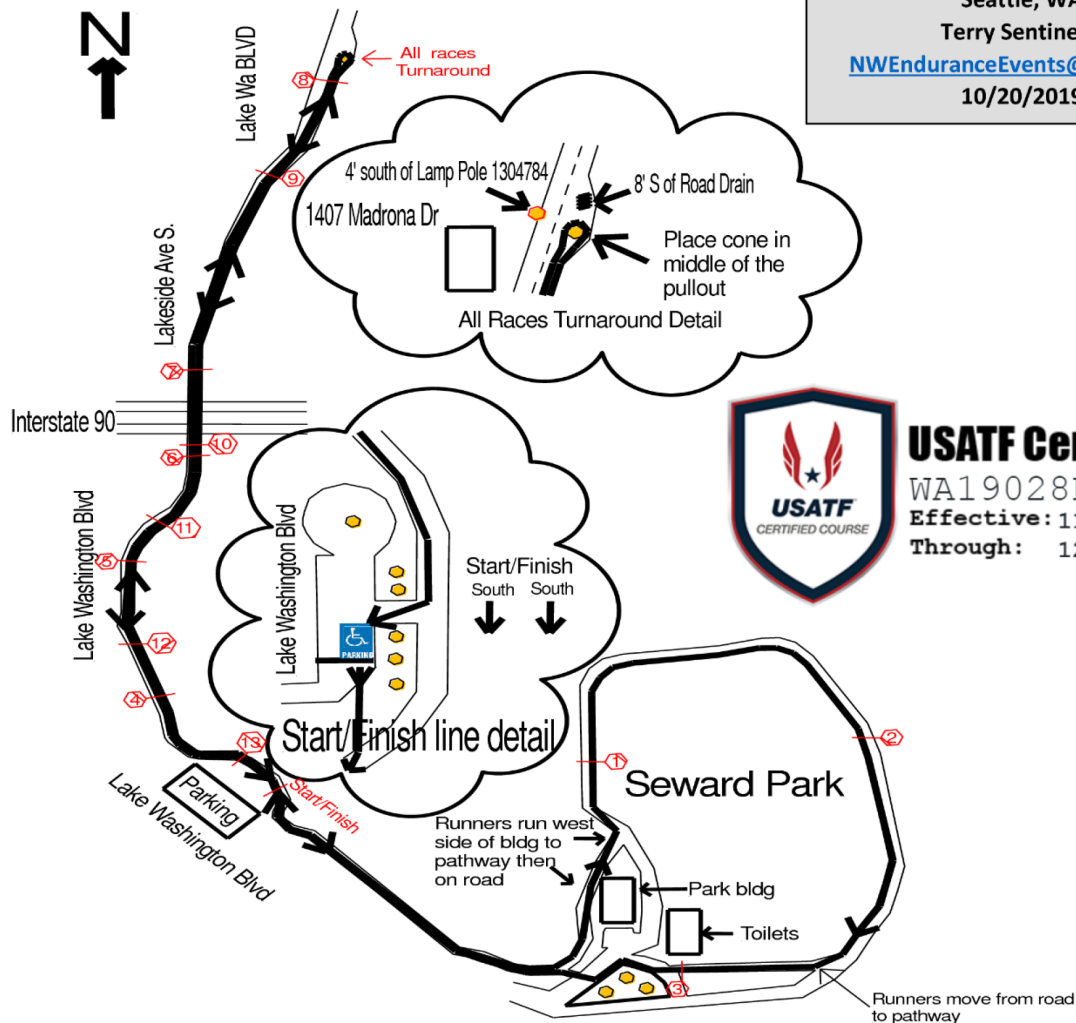 N
Seattle, WA
Terry Sentine
NWEnduranceEvents@
10/20/2019
All races
Turnaround
8
Lake Wa BLVD
9
4' south of Lamp Pole 1304784
8' S of Road Drain
1407 Madrona Dr
Place cone in
middle of the
pullout
All Races Turnaround Detail
Lakeside Ave S.
7
Interstate 90
10
6
USATF
CERTIFIED COURSE
USATF Cer
WA19028
Effective: 11
Through: 12
11
Lake Washington Blvd
5
12
4
Lake Washington Blvd
Start/Finish
South South
PARKING
Start/Finish line detail
13
Start/Finish
Parking
Lake Washington Blvd
1
2
Seward Park
Runners run west
side of bldg to
pathway then
on road
Park bldg
Toilets
3
Runners move from road
to pathway